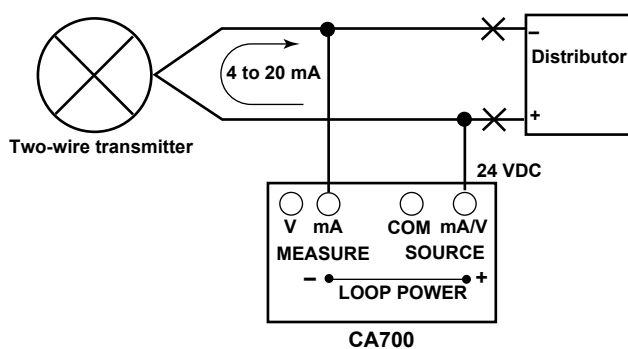 −
Distributor
4 to 20 mA
+
Two-wire transmitter
24 VDC
V mA COM mA/V
MEASURE SOURCE
− +
LOOP POWER
CA700